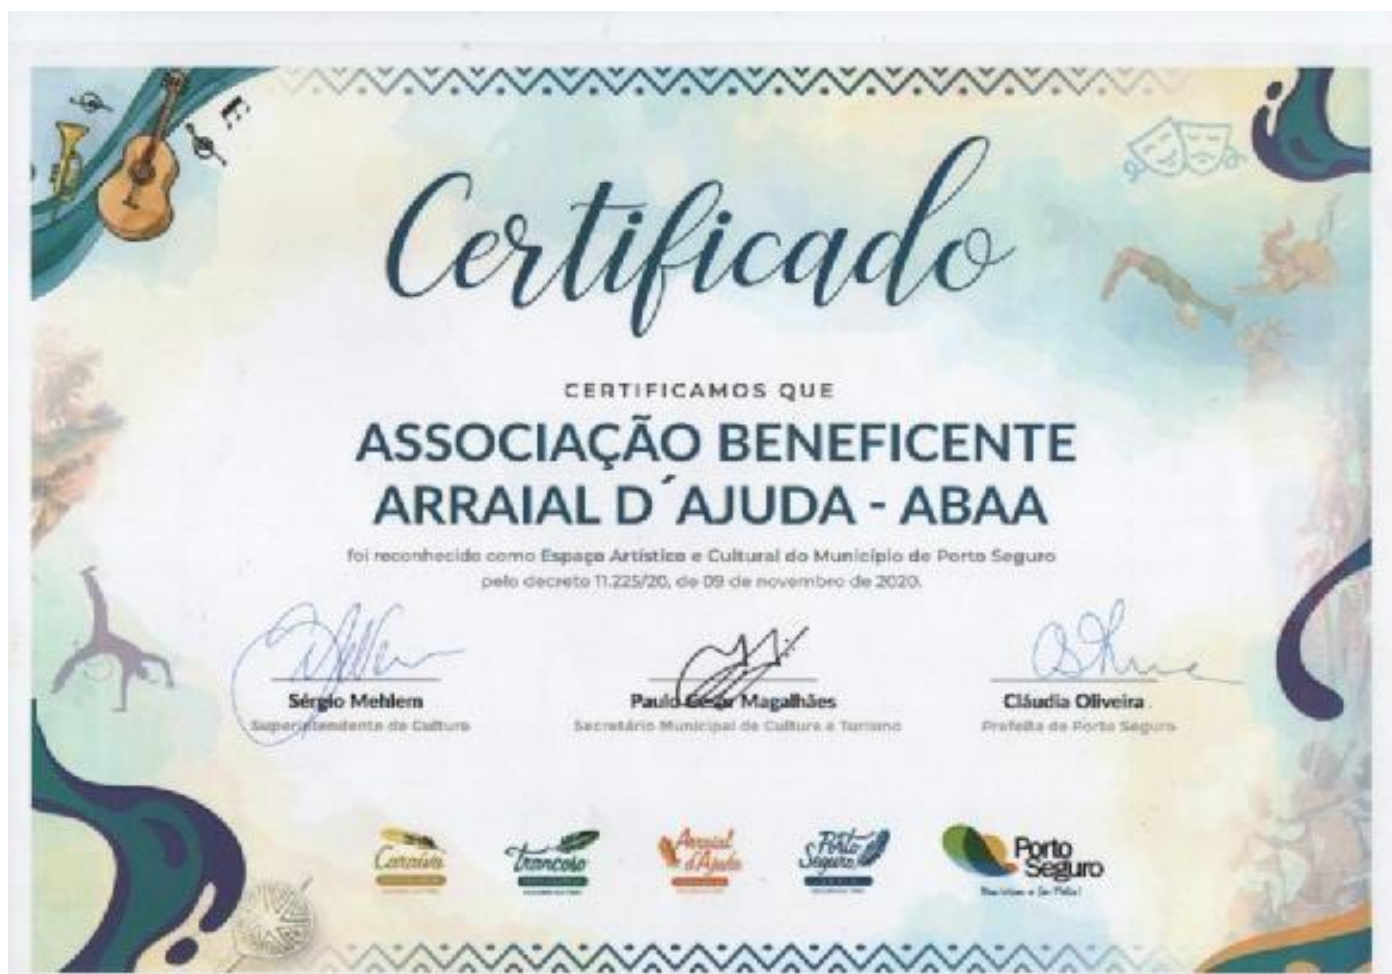 Certificado
CERTIFICAMOS QUE
ASSOCIAÇÃO BENEFICENTE
ARRAIAL D´AJUDA - ABAA
foi reconhecido como Espaço Artístico e Cultural do Município de Porto Seguro
pelo decreto 11.225/20, de 09 de novembro de 2020.
Sérgio Mehlem
Superintendente de Cultura
Paulo César Magalhães
Secretário Municipal de Cultura e Turismo
Cláudia Oliveira
Prefeita de Porto Seguro
Caraíva
Trancoso
Arraial
d'Ajuda
Porto
Seguro
Porto
Seguro